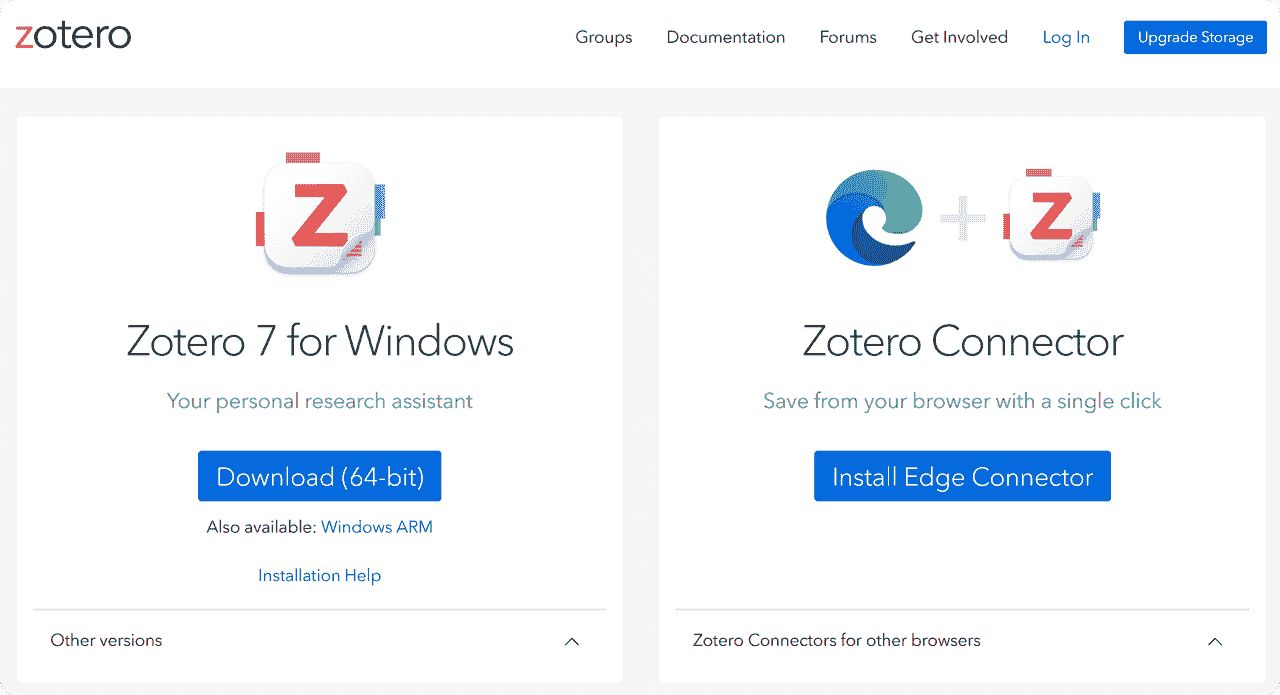 zotero
Groups
Documentation
Forums
Get Involved
Log In
Upgrade Storage
Z
Zotero 7 for Windows
Your personal research assistant
Download (64-bit)
Also available: Windows ARM
Installation Help
Other versions
Z
Zotero Connector
Save from your browser with a single click
Install Edge Connector
Zotero Connectors for other browsers